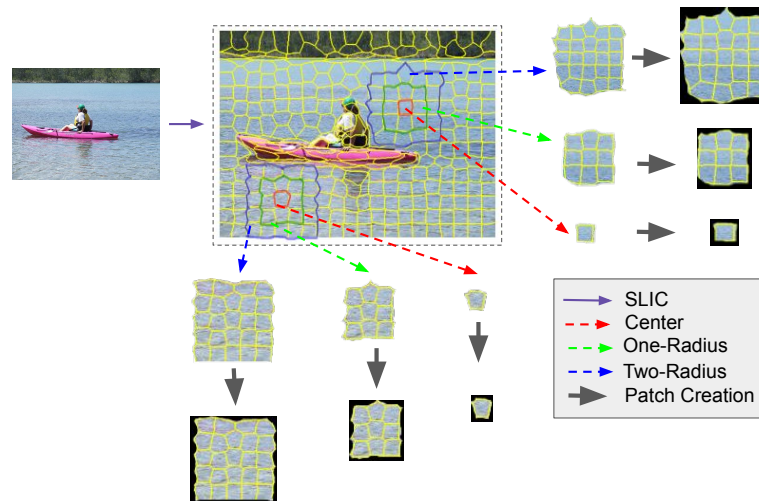 SLIC
Center
One-Radius
Two-Radius
Patch Creation